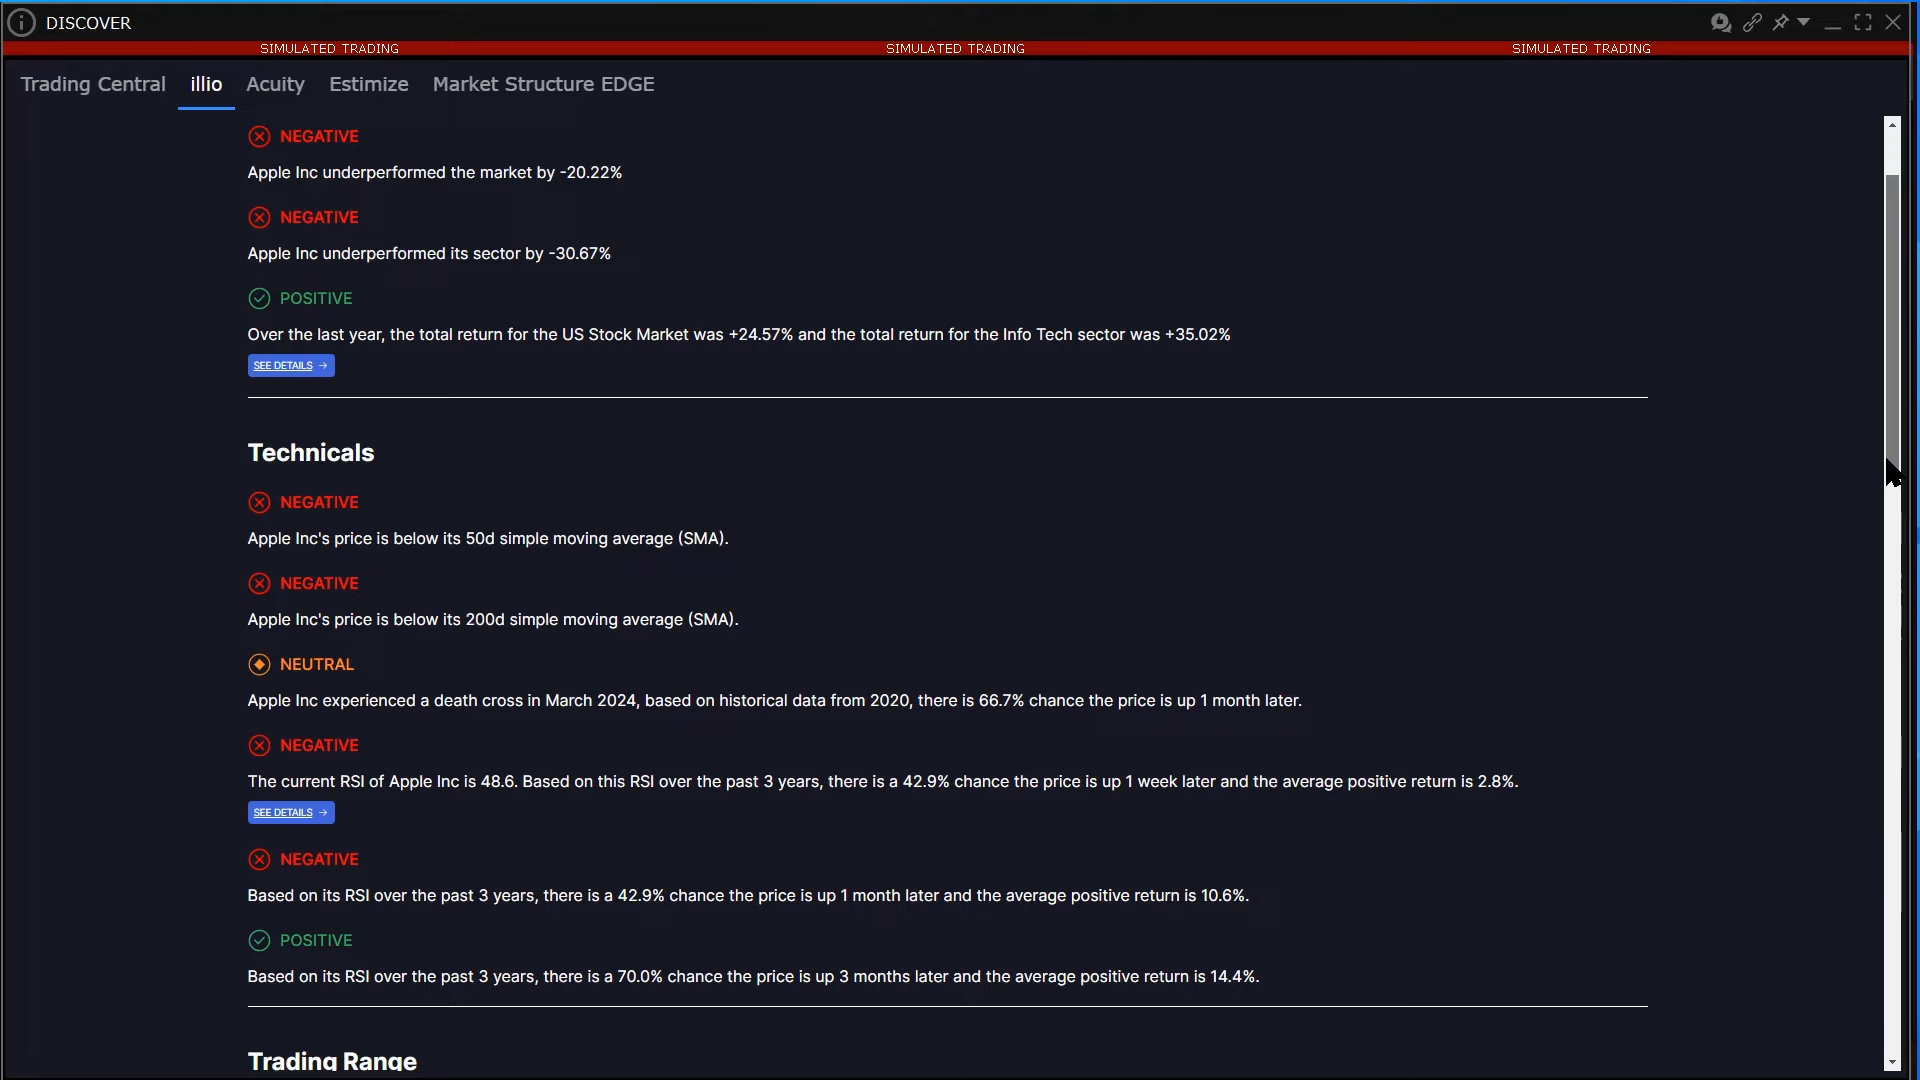 DISCOVER
SIMULATED TRADING SIMULATED TRADING SIMULATED TRADING
Trading Central illio Acuity Estimize Market Structure EDGE
NEGATIVE
Apple Inc underperformed the market by -20.22%
NEGATIVE
Apple Inc underperformed its sector by -30.67%
POSITIVE
Over the last year, the total return for the US Stock Market was +24.57% and the total return for the Info Tech sector was +35.02%
SEE DETAILS →
Technicals
NEGATIVE
Apple Inc's price is below its 50d simple moving average (SMA).
NEGATIVE
Apple Inc's price is below its 200d simple moving average (SMA).
NEUTRAL
Apple Inc experienced a death cross in March 2024, based on historical data from 2020, there is 66.7% chance the price is up 1 month later.
NEGATIVE
The current RSI of Apple Inc is 48.6. Based on this RSI over the past 3 years, there is a 42.9% chance the price is up 1 week later and the average positive return is 2.8%.
SEE DETAILS →
NEGATIVE
Based on its RSI over the past 3 years, there is a 42.9% chance the price is up 1 month later and the average positive return is 10.6%.
POSITIVE
Based on its RSI over the past 3 years, there is a 70.0% chance the price is up 3 months later and the average positive return is 14.4%.
Trading Range